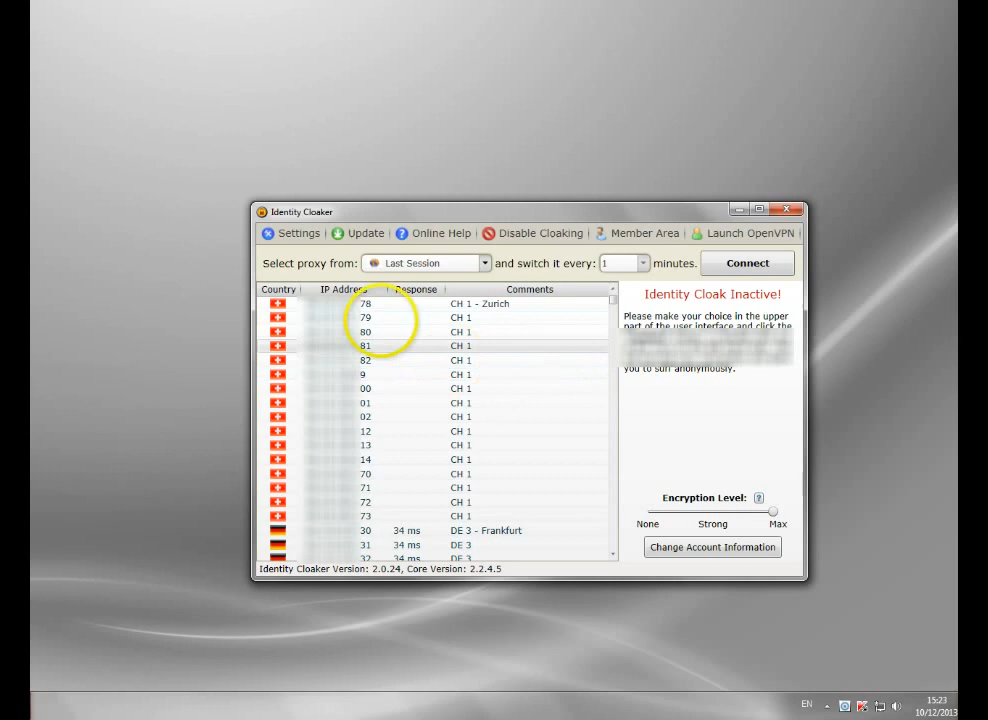 Identity Cloaker
Settings Update Online Help Disable Cloaking Member Area Launch OpenVPN
Select proxy from: Last Session and switch it every: 1 minutes. Connect
Country IP Address Response Comments
78 CH 1 - Zurich
79 CH 1
80 CH 1
81 CH 1
82 CH 1
9 CH 1
00 CH 1
01 CH 1
02 CH 1
12 CH 1
13 CH 1
14 CH 1
70 CH 1
71 CH 1
72 CH 1
73 CH 1
30 34 ms DE 3 - Frankfurt
31 34 ms DE 3
32 34 ms DE 3
Identity Cloak Inactive!
Please make your choice in the upper
part of the user interface and click the
you to surf anonymously.
Encryption Level: ?
None Strong Max
Change Account Information
Identity Cloaker Version: 2.0.24, Core Version: 2.2.4.5
EN
15:23
10/12/2013